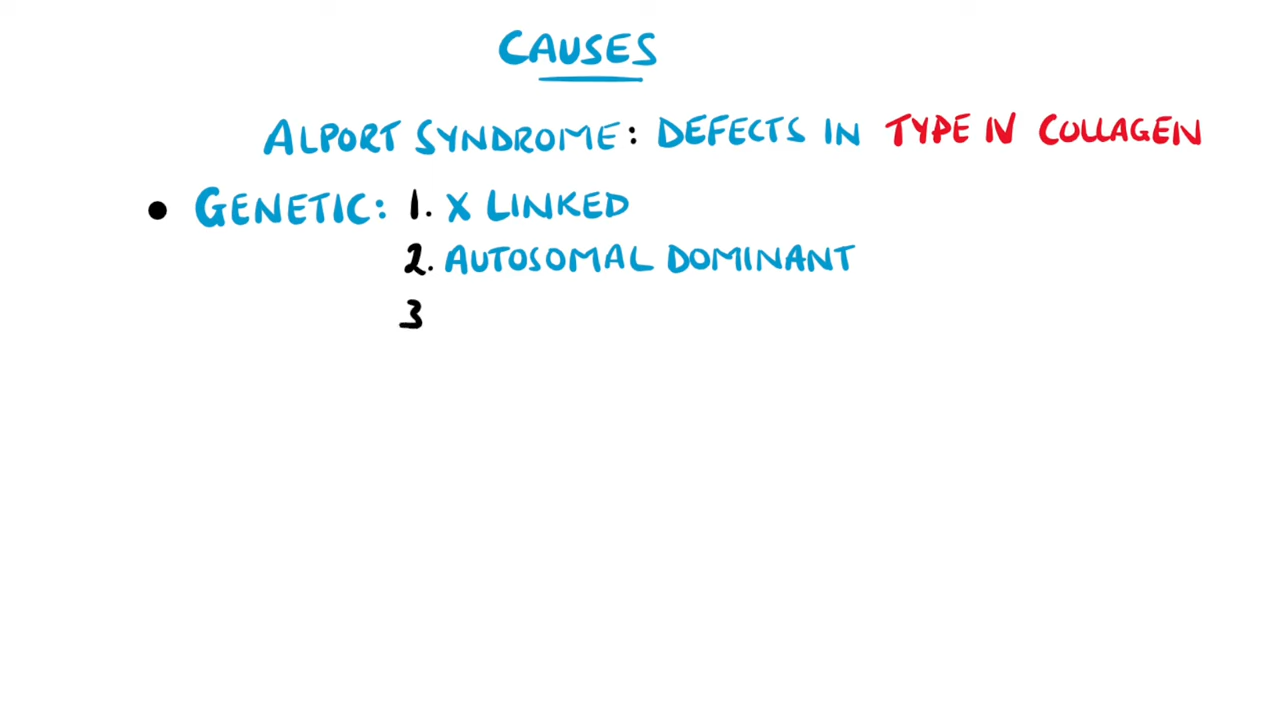 CAUSES
ALPORT SYNDROME: DEFECTS IN TYPE IV COLLAGEN
• GENETIC: 1. X LINKED
2. AUTOSOMAL DOMINANT
3